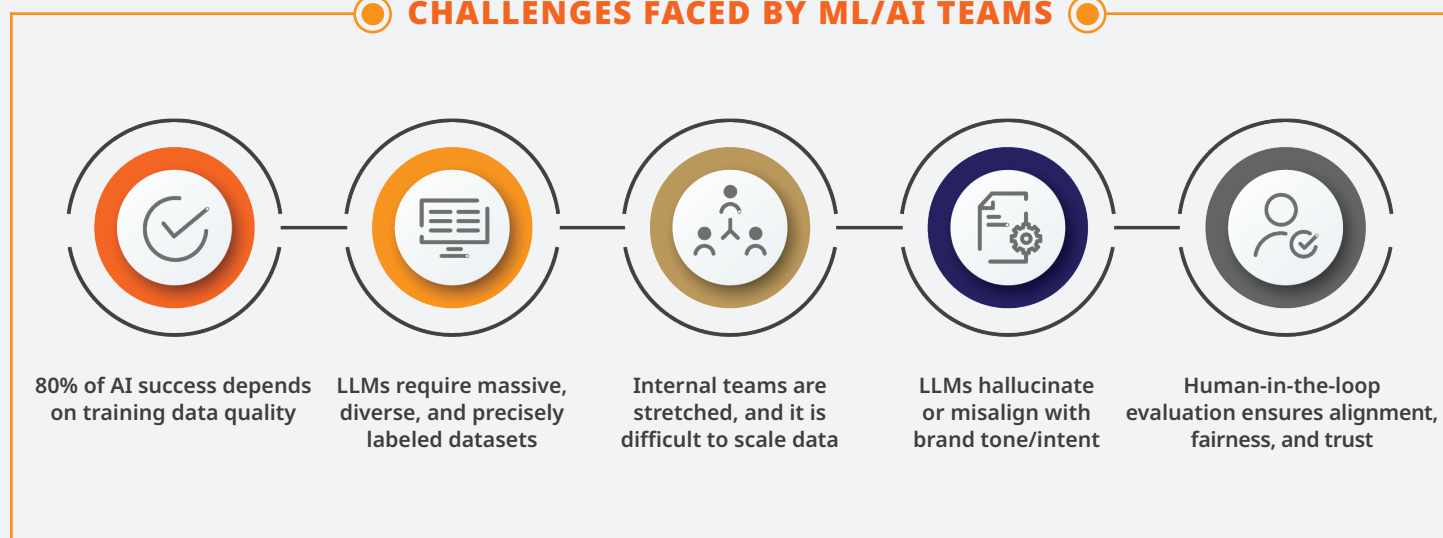 CHALLENGES FACED BY ML/AI TEAMS
80% of AI success depends
on training data quality
LLMs require massive,
diverse, and precisely
labeled datasets
Internal teams are
stretched, and it is
difficult to scale data
LLMs hallucinate
or misalign with
brand tone/intent
Human-in-the-loop
evaluation ensures alignment,
fairness, and trust